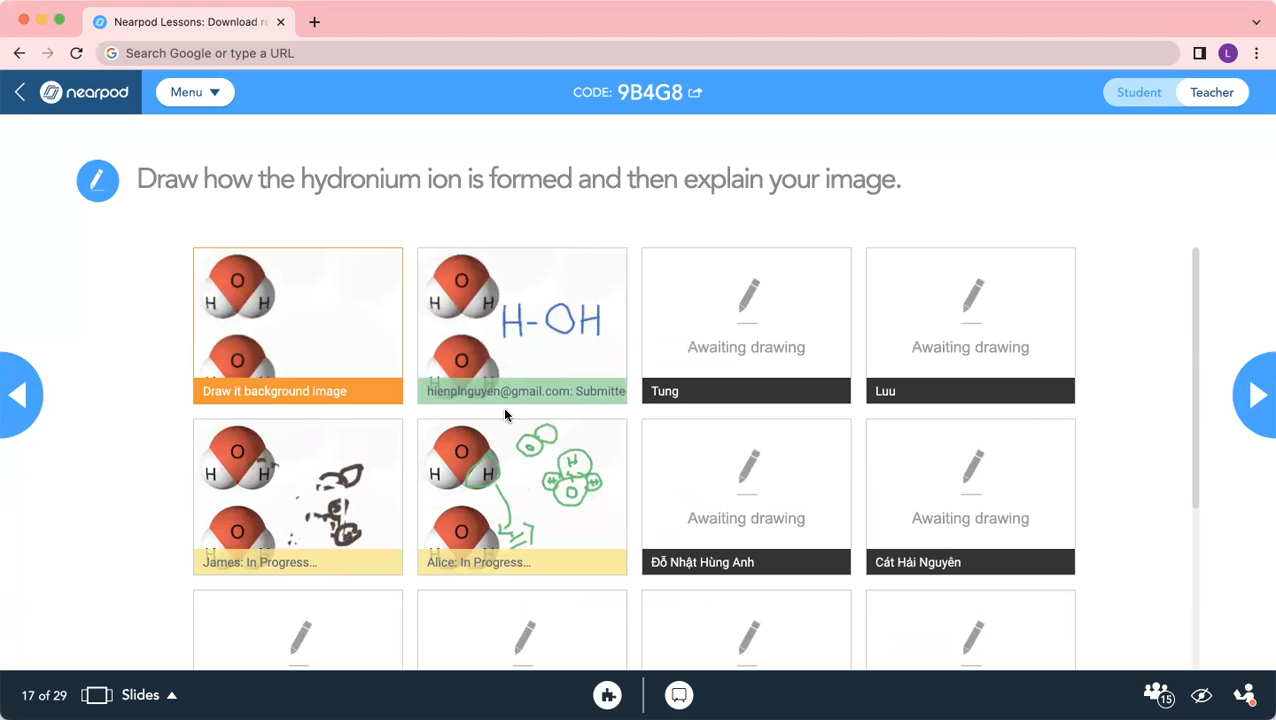 Nearpod Lessons: Download re
Search Google or type a URL
L
nearpod
Menu
CODE: 9B4G8
Student
Teacher
Draw how the hydronium ion is formed and then explain your image.
O
H H
O
Draw it background image
O
H H
O
H H
H-OH
hienplnguyen@gmail.com: Submitte
Awaiting drawing
Tung
Awaiting drawing
Luu
O
H H
O
H
James: In Progress...
O
H H
O
H
H
H H
O
Alice: In Progress...
Awaiting drawing
Đỗ Nhật Hùng Anh
Awaiting drawing
Cát Hải Nguyên
17 of 29
Slides
15